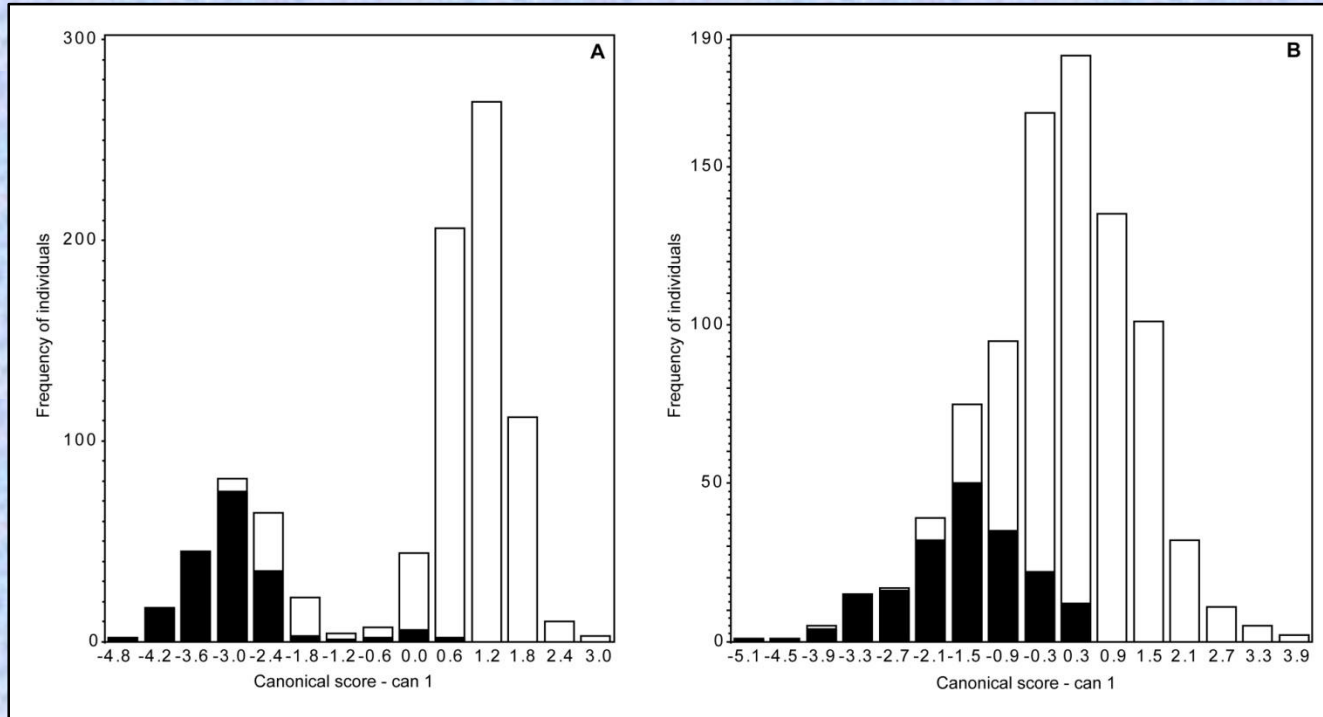 A
300
200
100
0
Frequency of individuals
-4.8 -4.2 -3.6 -3.0 -2.4 -1.8 -1.2 -0.6 0.0 0.6 1.2 1.8 2.4 3.0
Canonical score - can 1
B
190
150
100
50
0
Frequency of individuals
-5.1 -4.5 -3.9 -3.3 -2.7 -2.1 -1.5 -0.9 -0.3 0.3 0.9 1.5 2.1 2.7 3.3 3.9
Canonical score - can 1